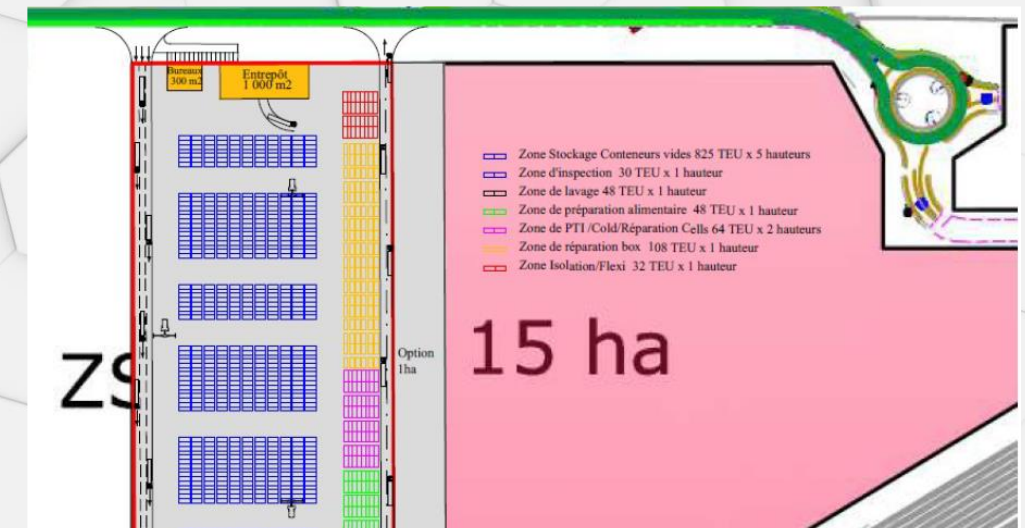 Bureaux
300 m2
Entrepôt
1 000 m2
Zone Stockage Conteneurs vides 825 TEU x 5 hauteurs
Zone d'inspection 30 TEU x 1 hauteur
Zone de lavage 48 TEU x 1 hauteur
Zone de préparation alimentaire 48 TEU x 1 hauteur
Zone de PTI /Cold/Réparation Cells 64 TEU x 2 hauteurs
Zone de réparation box 108 TEU x 1 hauteur
Zone Isolation/Flexi 32 TEU x 1 hauteur
ZS
Option
1ha
15 ha